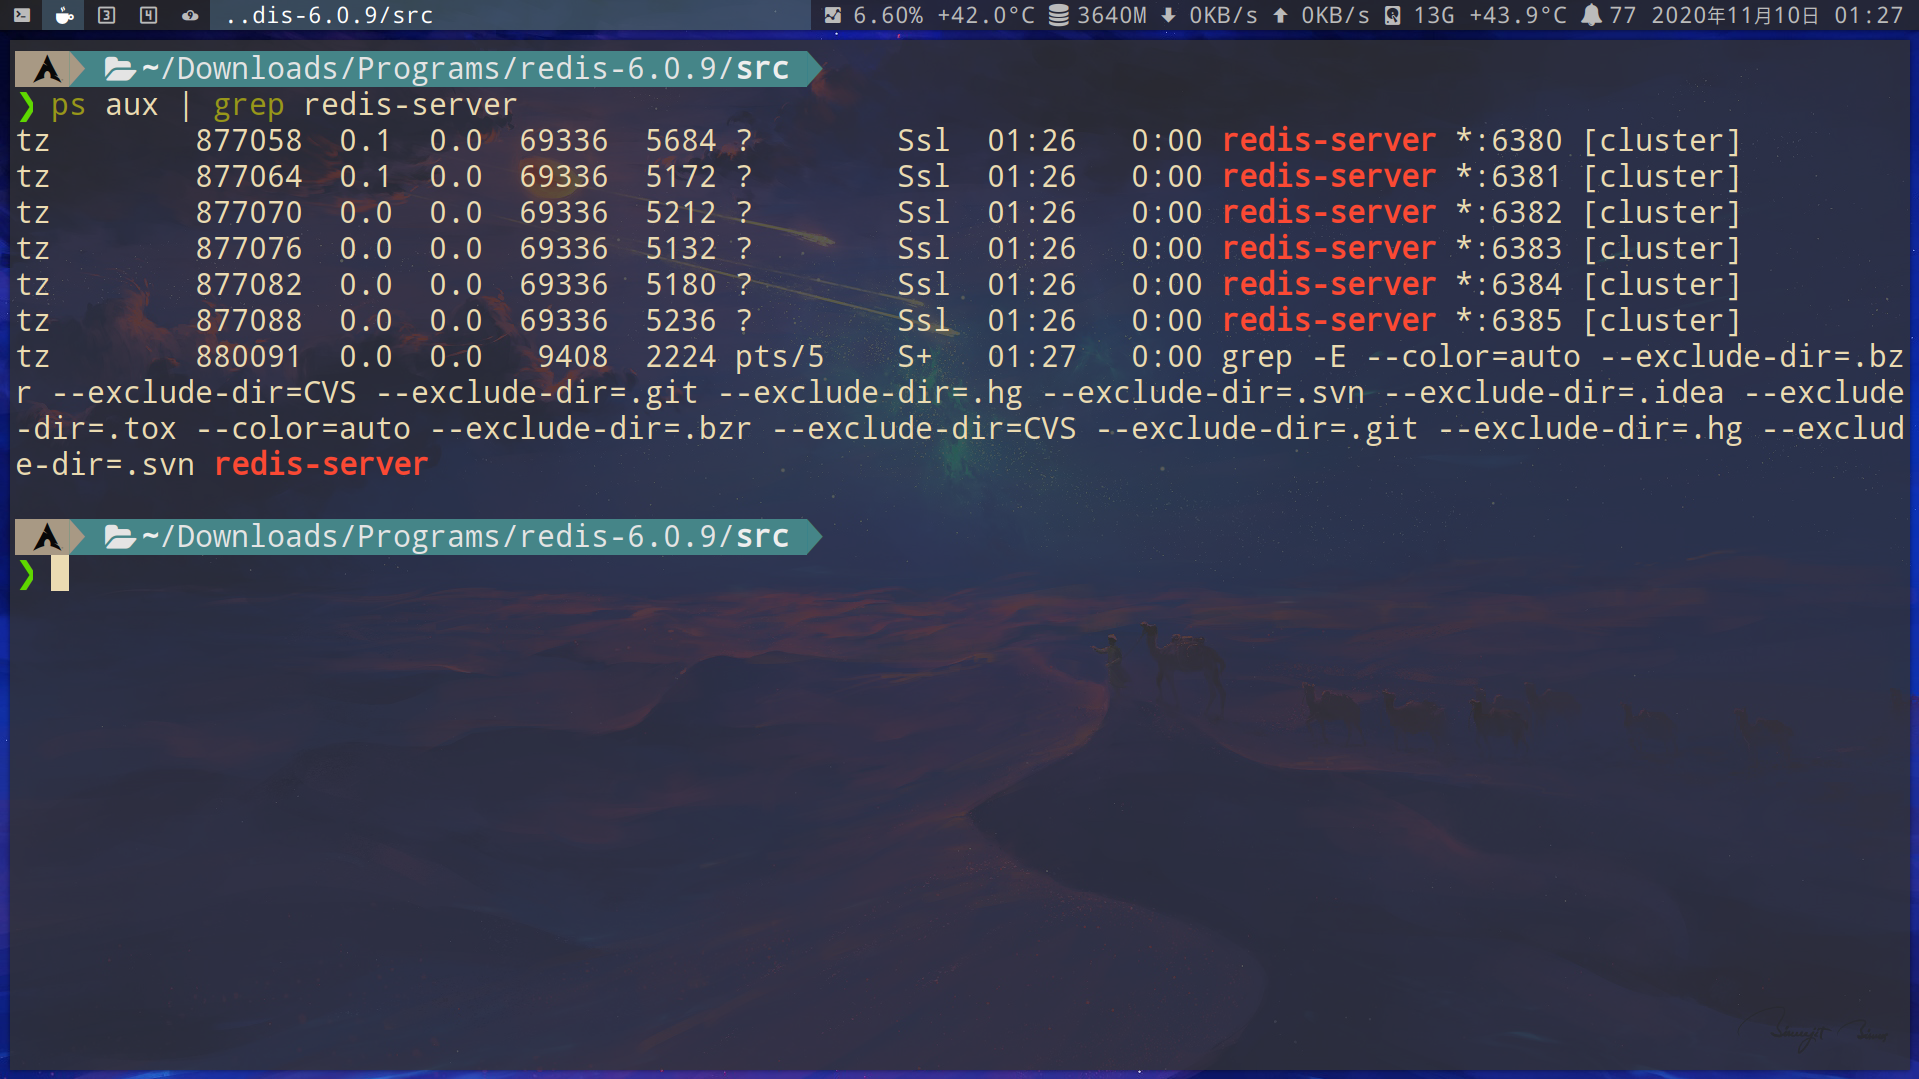 3 4 ..dis-6.0.9/src 6.60% +42.0°C 3640M 0KB/s 0KB/s 13G +43.9°C 77 2020年11月10日 01:27
~/Downloads/Programs/redis-6.0.9/src
❯ ps aux | grep redis-server
tz 877058 0.1 0.0 69336 5684 ? Ssl 01:26 0:00 redis-server *:6380 [cluster]
tz 877064 0.1 0.0 69336 5172 ? Ssl 01:26 0:00 redis-server *:6381 [cluster]
tz 877070 0.0 0.0 69336 5212 ? Ssl 01:26 0:00 redis-server *:6382 [cluster]
tz 877076 0.0 0.0 69336 5132 ? Ssl 01:26 0:00 redis-server *:6383 [cluster]
tz 877082 0.0 0.0 69336 5180 ? Ssl 01:26 0:00 redis-server *:6384 [cluster]
tz 877088 0.0 0.0 69336 5236 ? Ssl 01:26 0:00 redis-server *:6385 [cluster]
tz 880091 0.0 0.0 9408 2224 pts/5 S+ 01:27 0:00 grep -E --color=auto --exclude-dir=.bz
r --exclude-dir=CVS --exclude-dir=.git --exclude-dir=.hg --exclude-dir=.svn --exclude-dir=.idea --exclude
-dir=.tox --color=auto --exclude-dir=.bzr --exclude-dir=CVS --exclude-dir=.git --exclude-dir=.hg --exclud
e-dir=.svn redis-server
~/Downloads/Programs/redis-6.0.9/src
❯